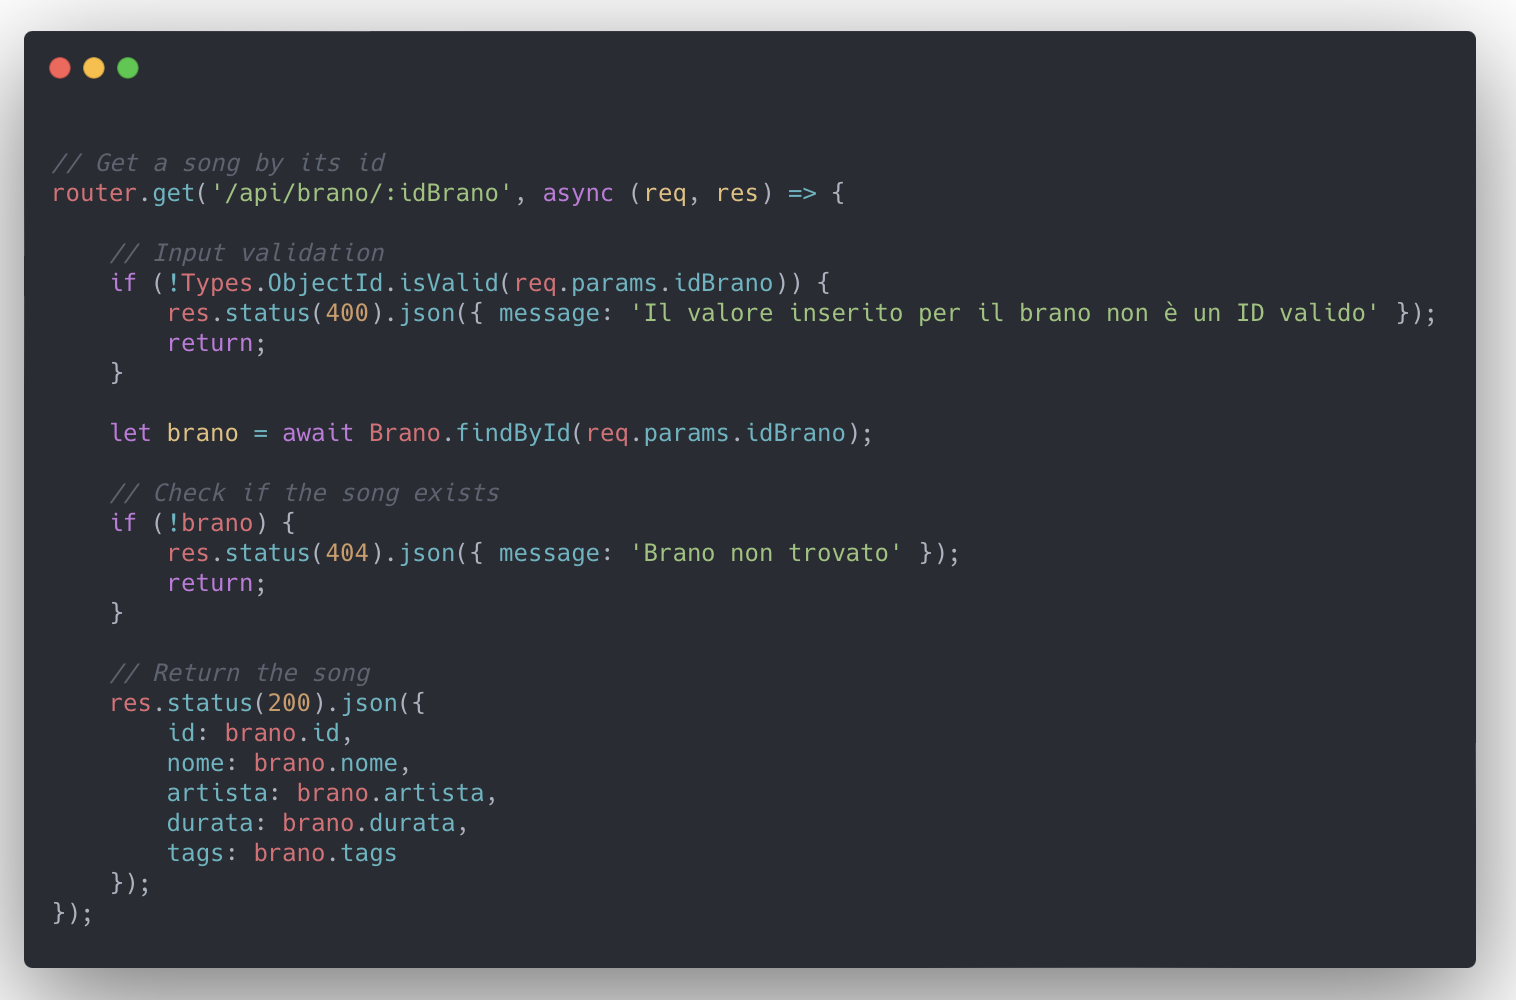 // Get a song by its id
router.get('/api/brano/:idBrano', async (req, res) => {
    // Input validation
    if (!Types.ObjectId.isValid(req.params.idBrano)) {
        res.status(400).json({ message: 'Il valore inserito per il brano non è un ID valido' });
        return;
    }
    let brano = await Brano.findById(req.params.idBrano);
    // Check if the song exists
    if (!brano) {
        res.status(404).json({ message: 'Brano non trovato' });
        return;
    }
    // Return the song
    res.status(200).json({
        id: brano.id,
        nome: brano.nome,
        artista: brano.artista,
        durata: brano.durata,
        tags: brano.tags
    });
});